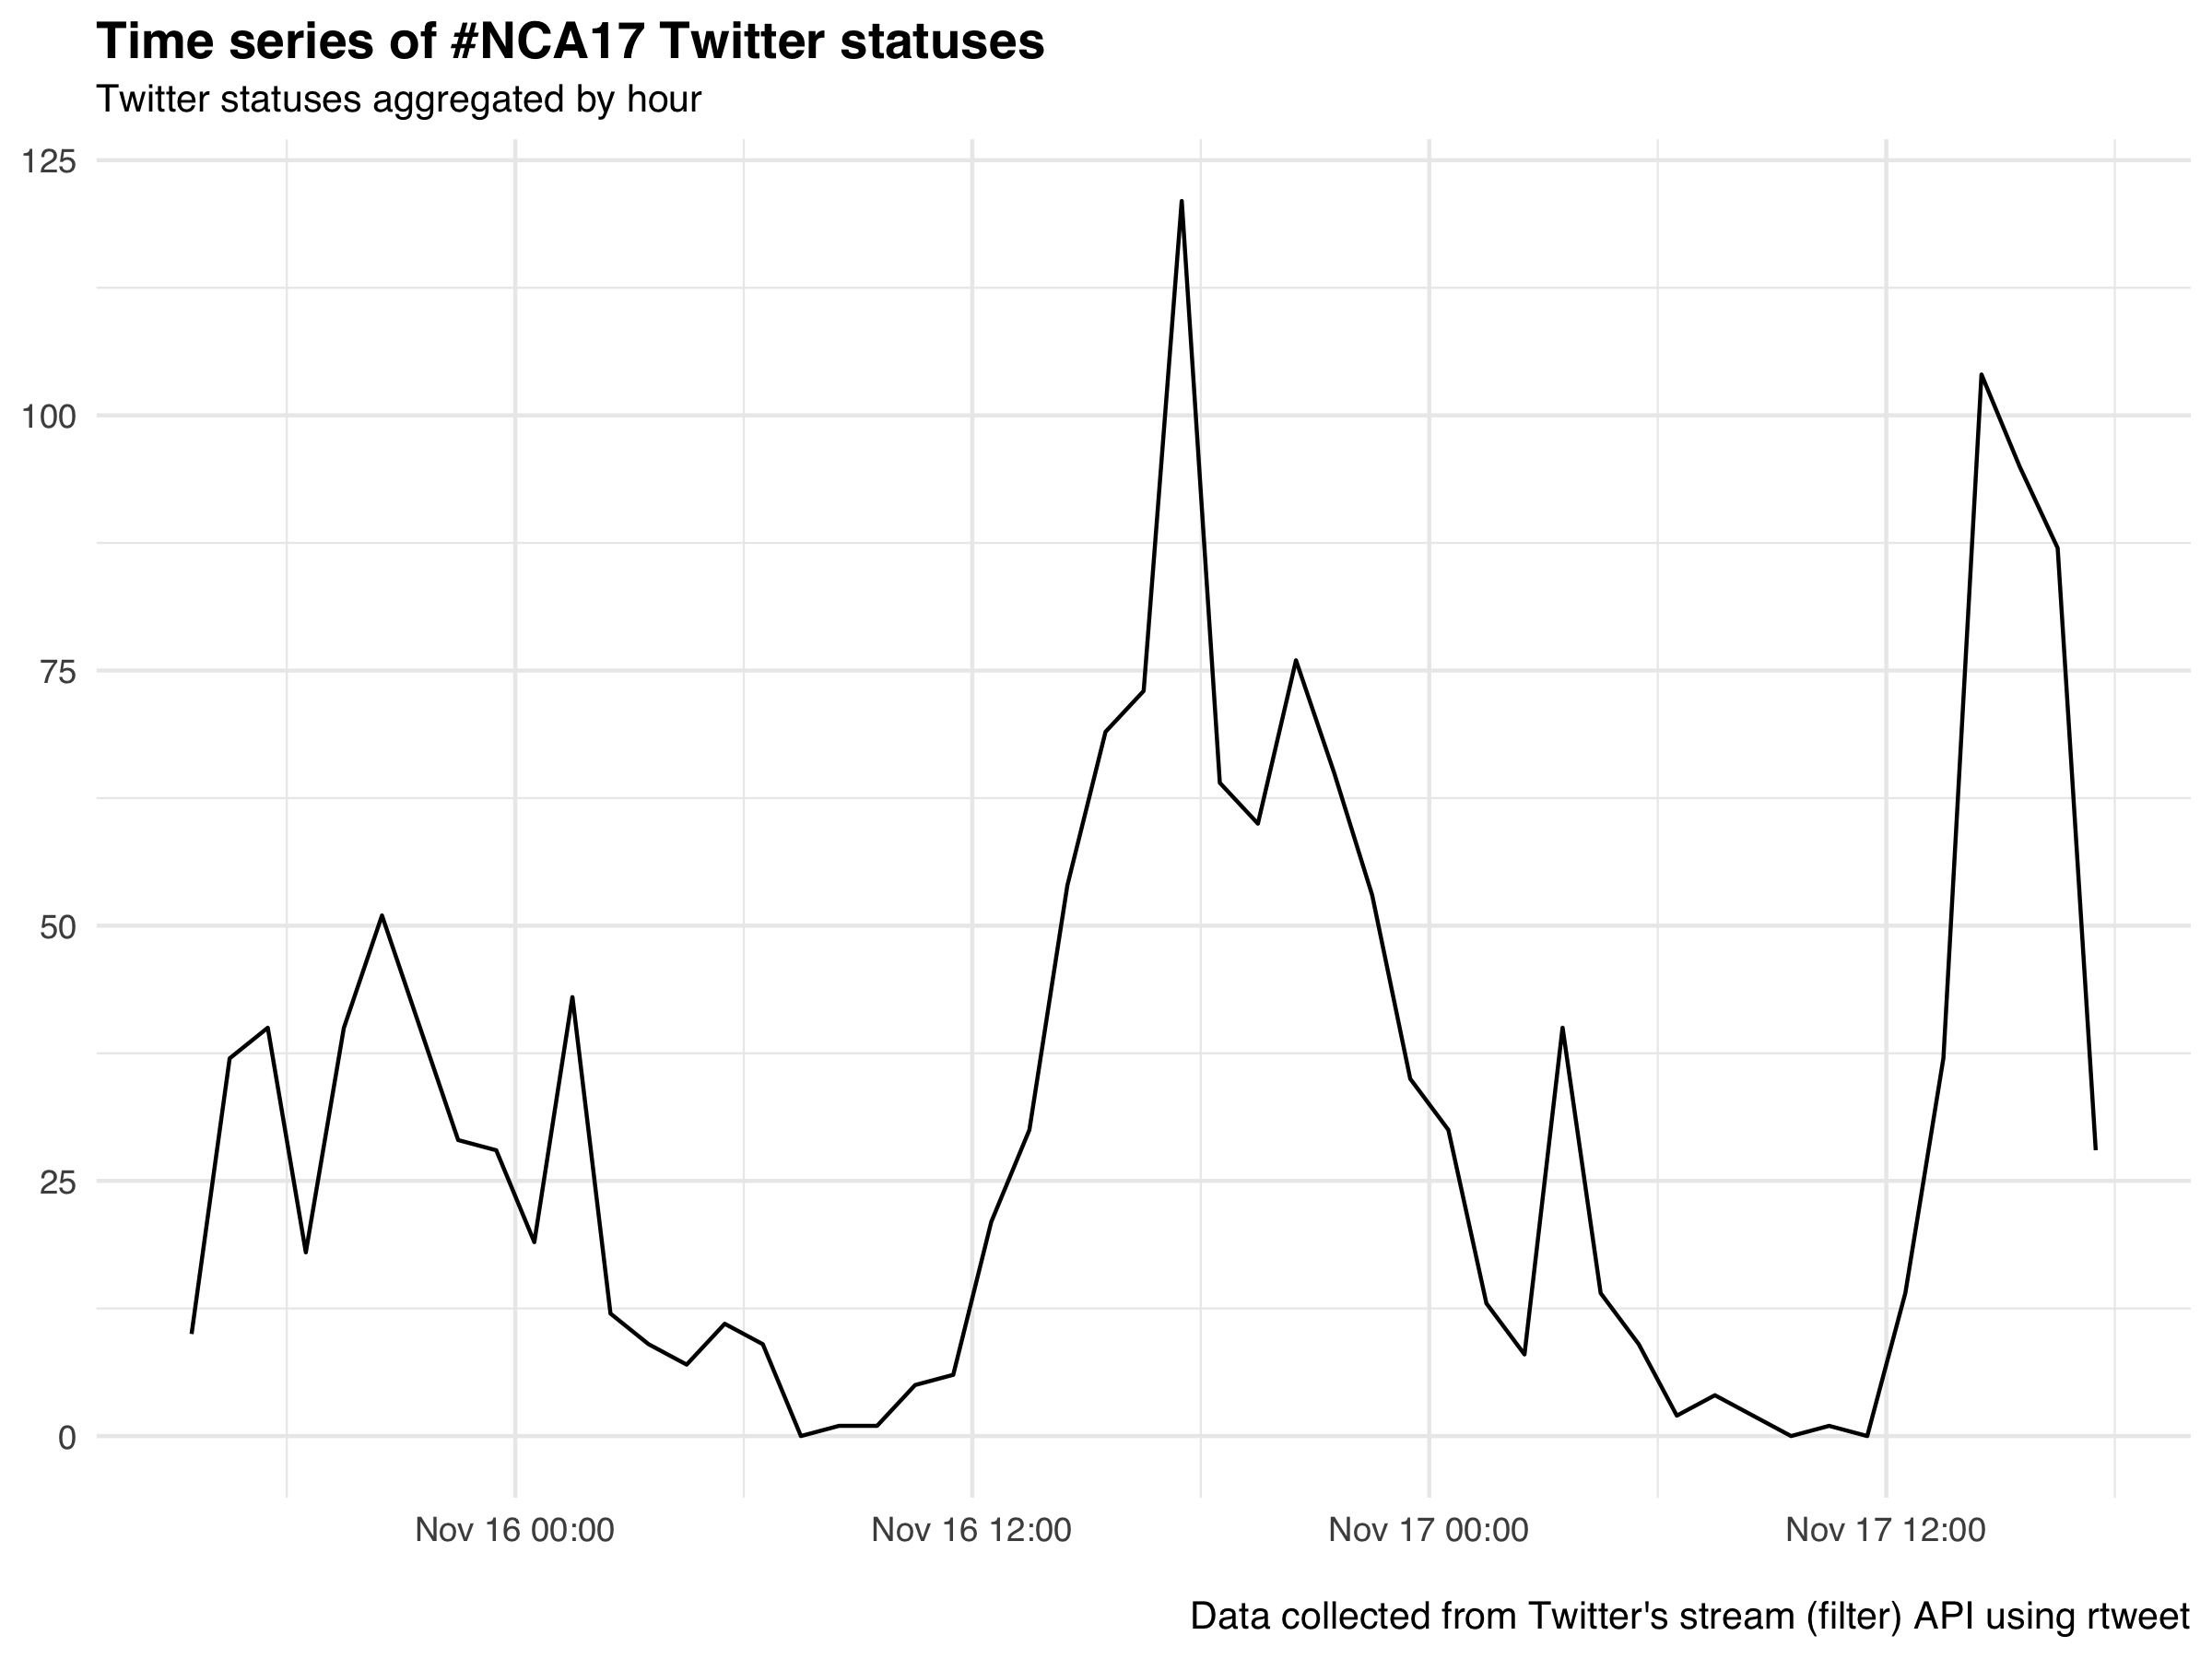 Time series of #NCA17 Twitter statuses
Twitter statuses aggregated by hour
125
100
75
50
25
0
Nov 16 00:00 Nov 16 12:00 Nov 17 00:00 Nov 17 12:00
Data collected from Twitter's stream (filter) API using rtweet